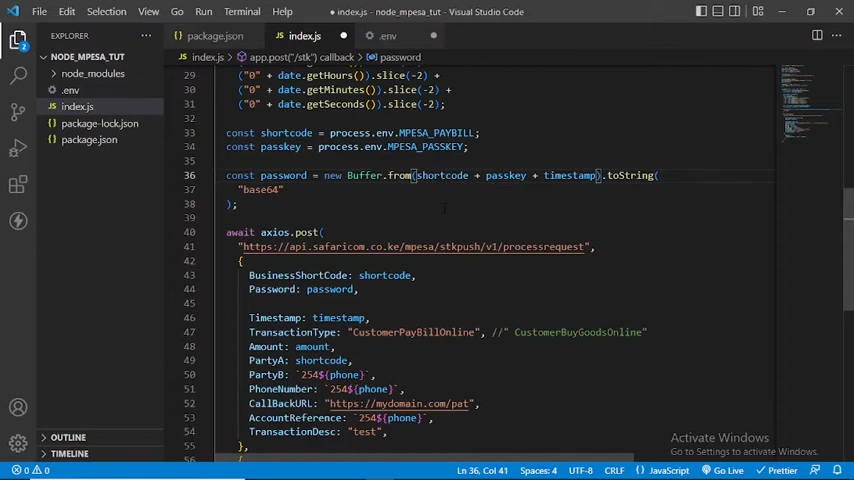 File Edit Selection View Go Run Terminal Help
index.js - node_mpesa_tut - Visual Studio Code
EXPLORER
NODE_MPESA_TUT
node_modules
.env
index.js
package-lock.json
package.json
OUTLINE
TIMELINE
package.json
index.js
.env
index.js > app.post("/stk") callback > password
29 ("0" + date.getHours()).slice(-2) +
30 ("0" + date.getMinutes()).slice(-2) +
31 ("0" + date.getSeconds()).slice(-2);
32
33 const shortcode = process.env.MPESA_PAYBILL;
34 const passkey = process.env.MPESA_PASSKEY;
35
36 const password = new Buffer.from(shortcode + passkey + timestamp).toString(
37 "base64"
38 );
39
40 await axios.post(
41 "https://api.safaricom.co.ke/mpesa/stkpush/v1/processrequest",
42 {
43 BusinessShortCode: shortcode,
44 Password: password,
45
46 Timestamp: timestamp,
47 TransactionType: "CustomerPayBillOnline", //" CustomerBuyGoodsOnline"
48 Amount: amount,
49 PartyA: shortcode,
50 PartyB: `254${phone}`,
51 PhoneNumber: `254${phone}`,
52 CallBackURL: "https://mydomain.com/pat",
53 AccountReference: `254${phone}`,
54 TransactionDesc: "test",
55 },
56 {
Activate Windows
Go to Settings to activate Windows.
2
0 0
Ln 36, Col 41 Spaces: 4 UTF-8 CRLF JavaScript Go Live Prettier